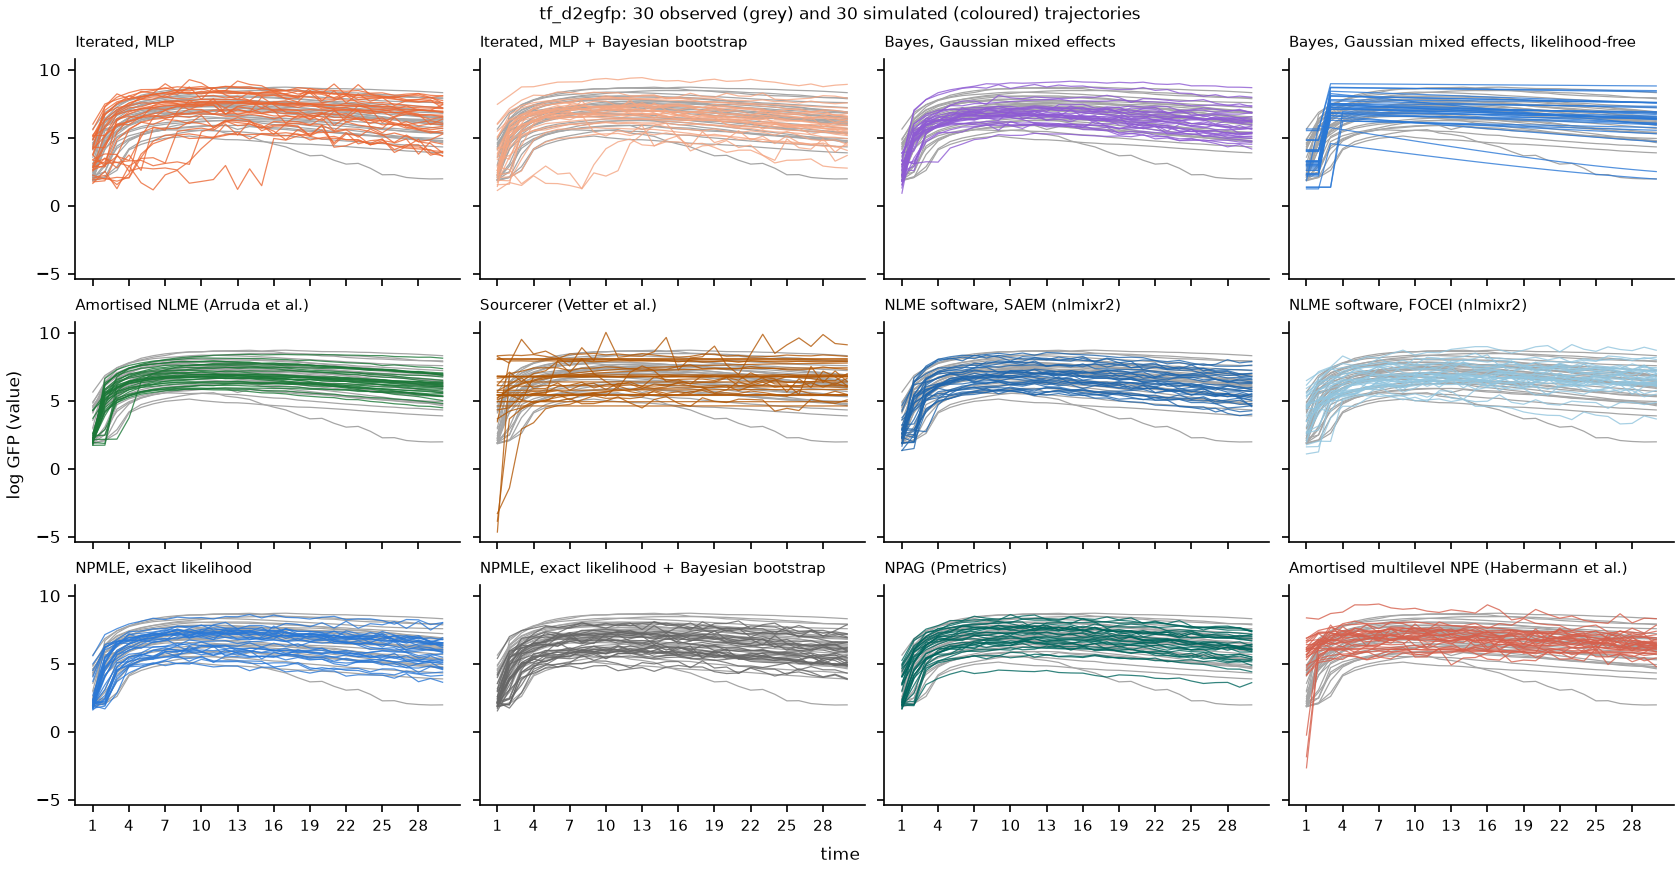 tf_d2egfp: 30 observed (grey) and 30 simulated (coloured) trajectories
Iterated, MLP
Iterated, MLP + Bayesian bootstrap
Bayes, Gaussian mixed effects
Bayes, Gaussian mixed effects, likelihood-free
10
5
0
−5
Amortised NLME (Arruda et al.)
Sourcerer (Vetter et al.)
NLME software, SAEM (nlmixr2)
NLME software, FOCEI (nlmixr2)
10
5
0
−5
log GFP (value)
NPMLE, exact likelihood
NPMLE, exact likelihood + Bayesian bootstrap
NPAG (Pmetrics)
Amortised multilevel NPE (Habermann et al.)
10
5
0
−5
1 4 7 10 13 16 19 22 25 28
1 4 7 10 13 16 19 22 25 28
1 4 7 10 13 16 19 22 25 28
1 4 7 10 13 16 19 22 25 28
time